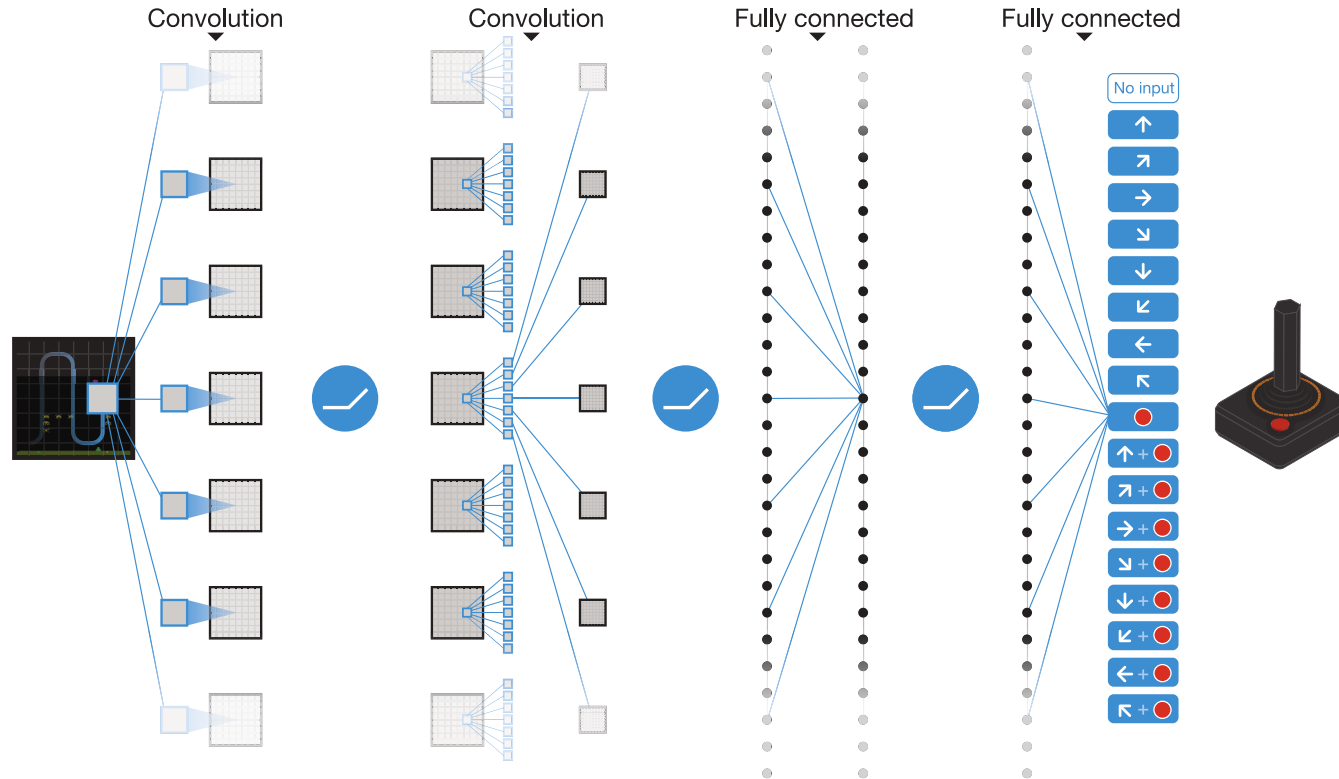 Convolution
Convolution
Fully connected
Fully connected
No input
+
+
+
+
+
+
+
+